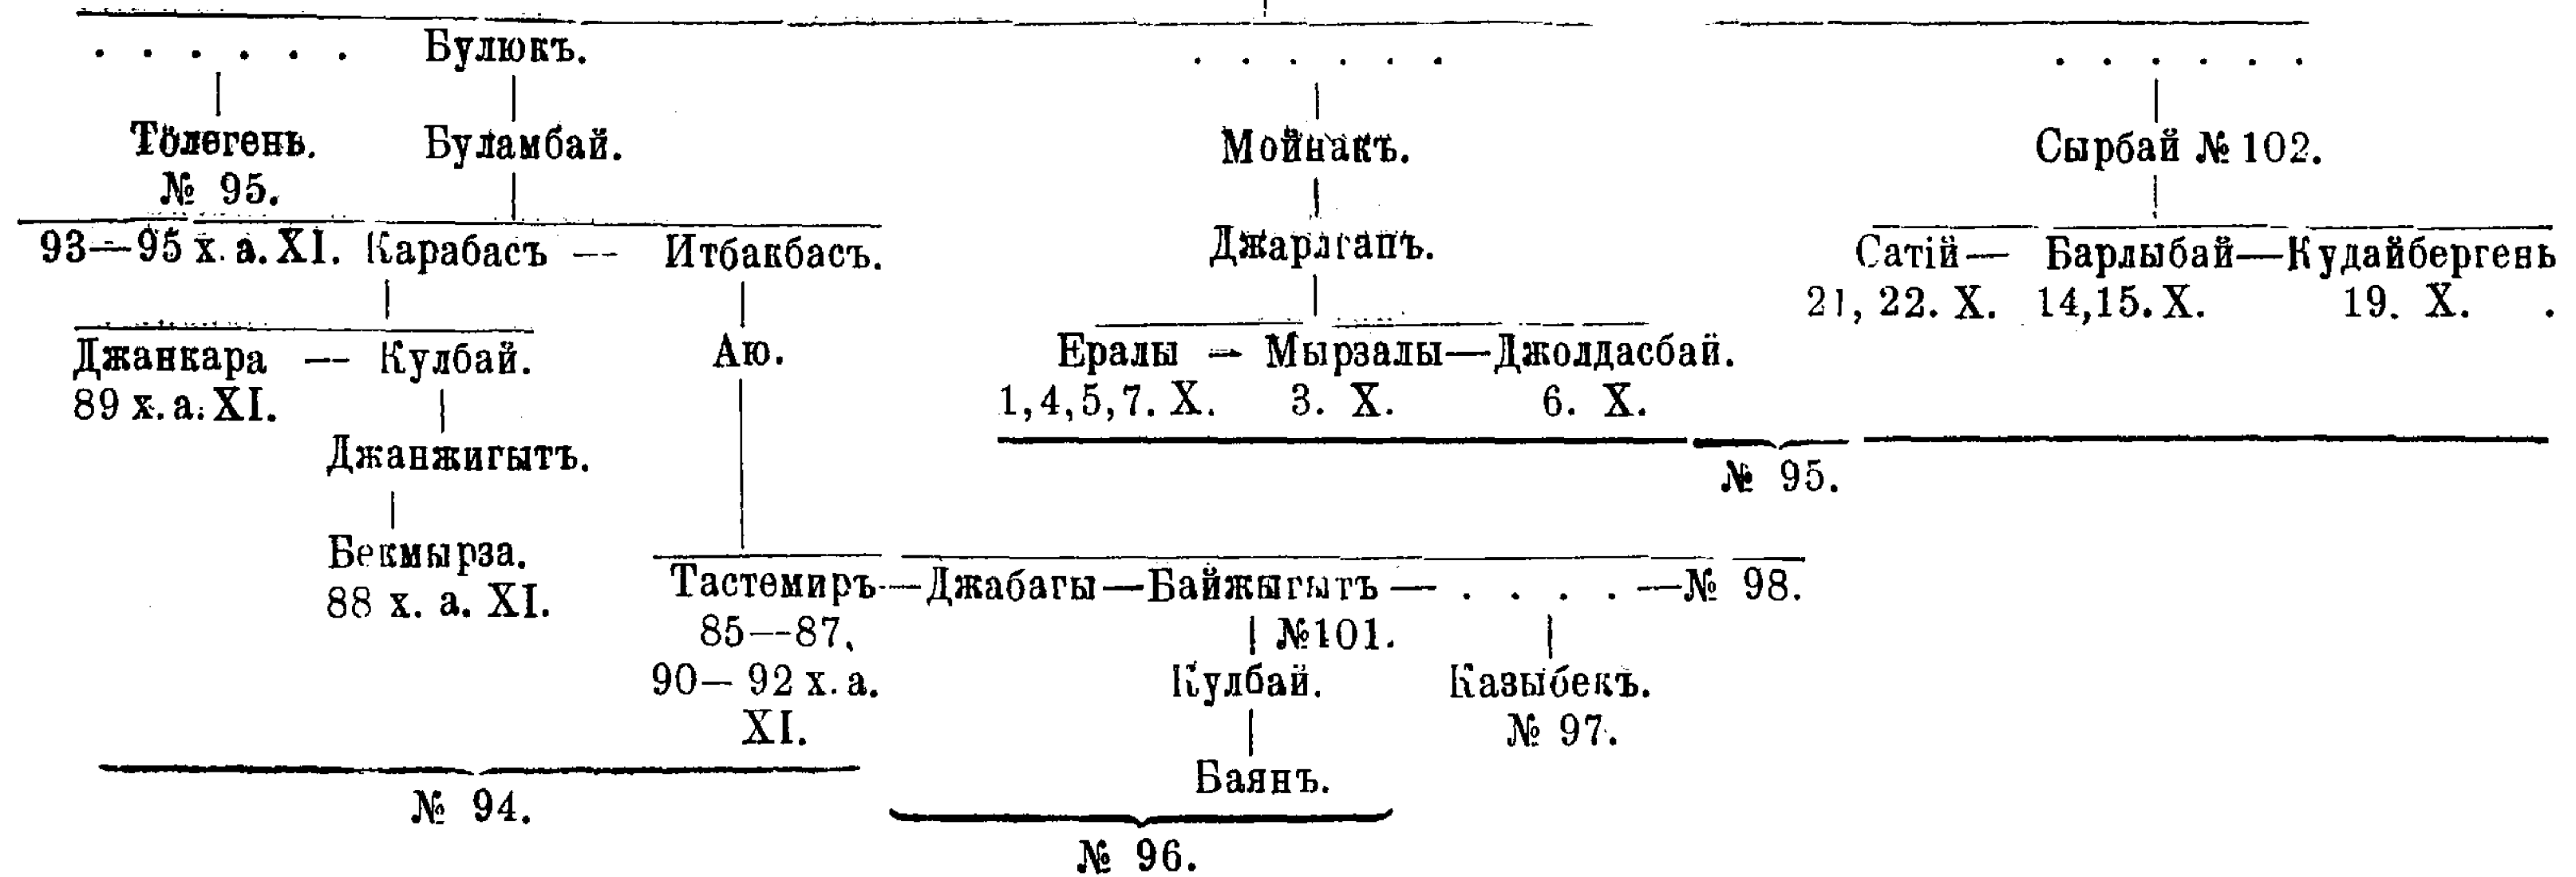 . . . . . . Булюкъ. . . . . . . . . . . . .
Тӧлегенъ. Буламбай. Мойнакъ. Сырбай № 102.
№ 95.
93—95 х. а. XI. Карабасъ — Итбакбасъ. Джарлгапъ. Сатій — Барлыбай—Кудайбергенъ
21, 22. X. 14,15. X. 19. X.
Джанкара — Кулбай. Аю. Ералы — Мырзалы—Джолдасбай.
89 х. а. XI. 1,4,5,7. X. 3. X. 6. X.
Джанжигытъ.
№ 95.
Бекмырза.
88 х. а. XI.
Тастемиръ—Джабагы—Байжыгытъ — . . . . —№ 98.
85—87, № 101.
90—92 х. а. Кулбай. Казыбекъ.
XI. № 97.
Баянъ.
№ 94.
№ 96.